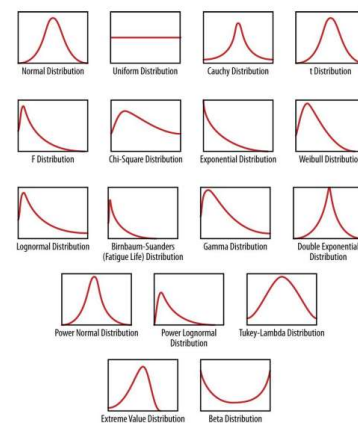 Normal Distribution
Uniform Distribution
Cauchy Distribution
t Distribution
F Distribution
Chi-Square Distribution
Exponential Distribution
Weibull Distribution
Lognormal Distribution
Birnbaum-Suanders
(Fatigue Life) Distribution
Gamma Distribution
Double Exponential
Distribution
Power Normal Distribution
Power Lognormal
Distribution
Tukey-Lambda Distribution
Extreme Value Distribution
Beta Distribution